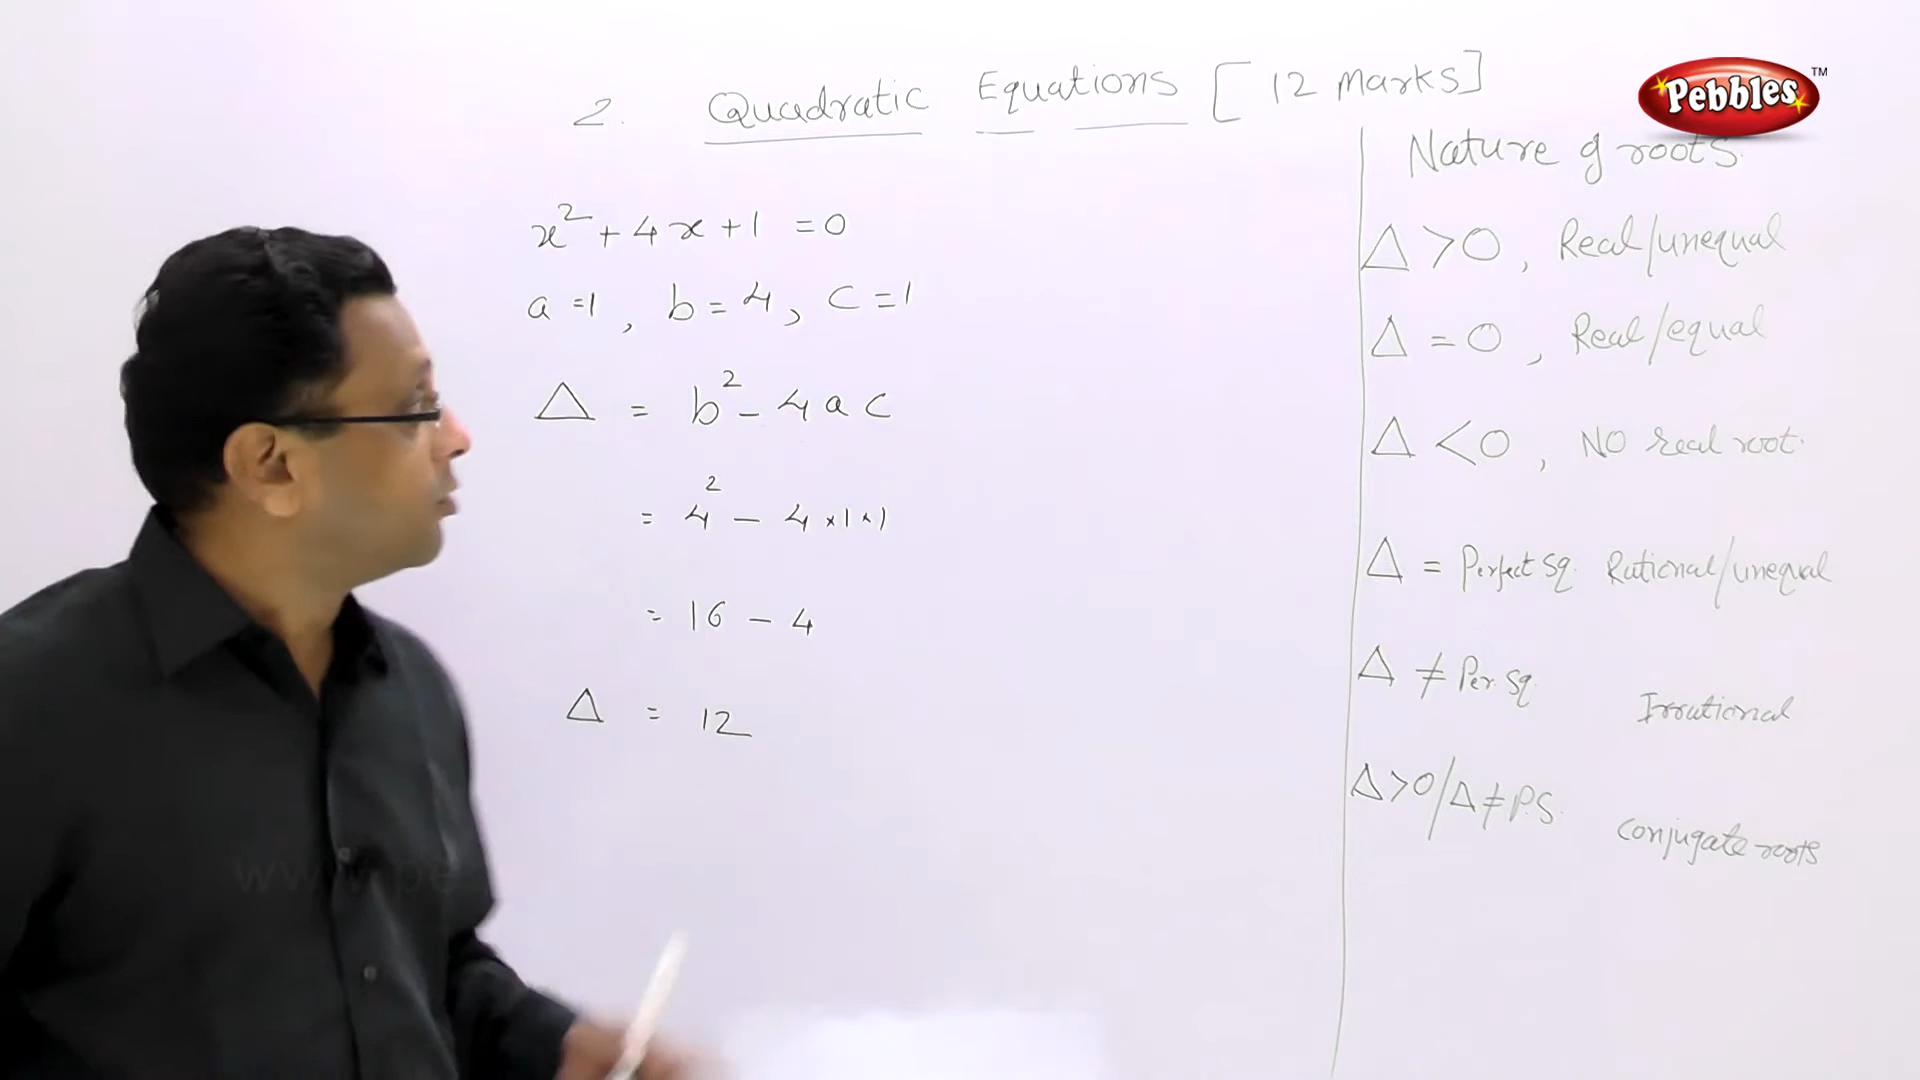 2. Quadratic Equations [12 marks]
Pebbles™
x² + 4x + 1 = 0
a = 1, b = 4, c = 1
Δ = b² - 4ac
= 4² - 4×1×1
= 16 - 4
Δ = 12
Nature of roots.
Δ > 0, Real/unequal
Δ = 0, Real/equal
Δ < 0, NO real root.
Δ = Perfect sq. Rational/unequal
Δ ≠ Per. sq. Irrational
Δ > 0/Δ ≠ P.S. conjugate roots